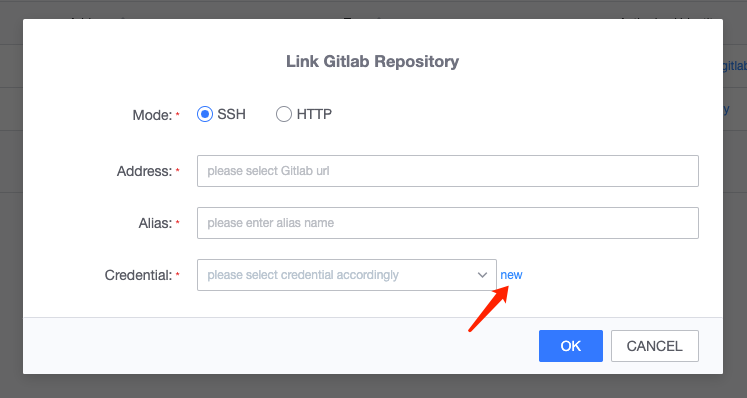 Link Gitlab Repository
Mode: * SSH HTTP
gitlab
Address: * please select Gitlab url
Alias: * please enter alias name
Credential: * please select credential accordingly new
OK CANCEL